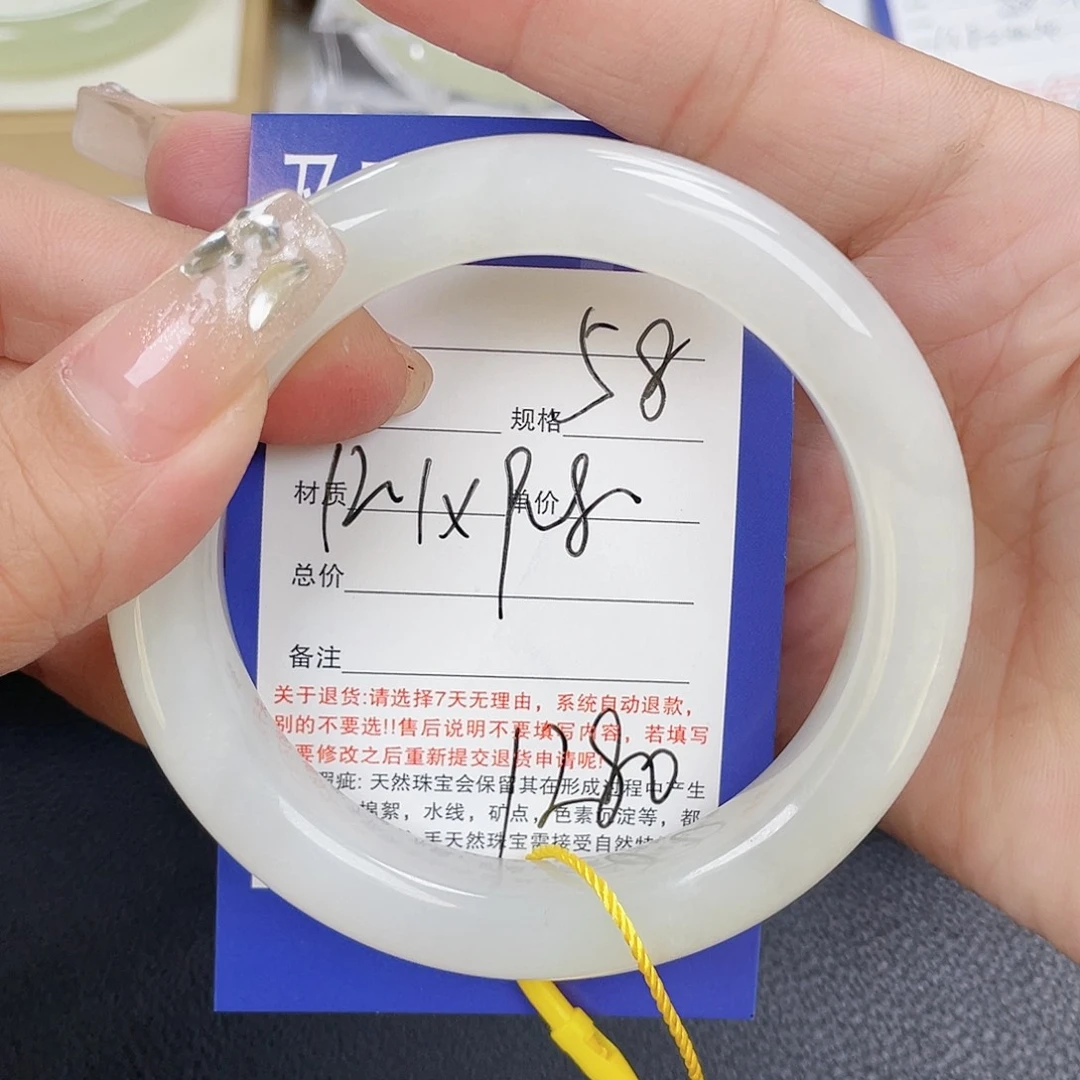 58
规格
材质 单价
12.1x9.8
总价
备注
关于退货:请选择7天无理由，系统自动退款，
别的不要选!!售后说明不要填写内容，若填写
要修改之后重新提交退货申请呢!
1280
瑕疵: 天然珠宝会保留其在形成过程中产生
棉絮，水线，矿点，色素沉淀等，都
天然珠宝需接受自然特